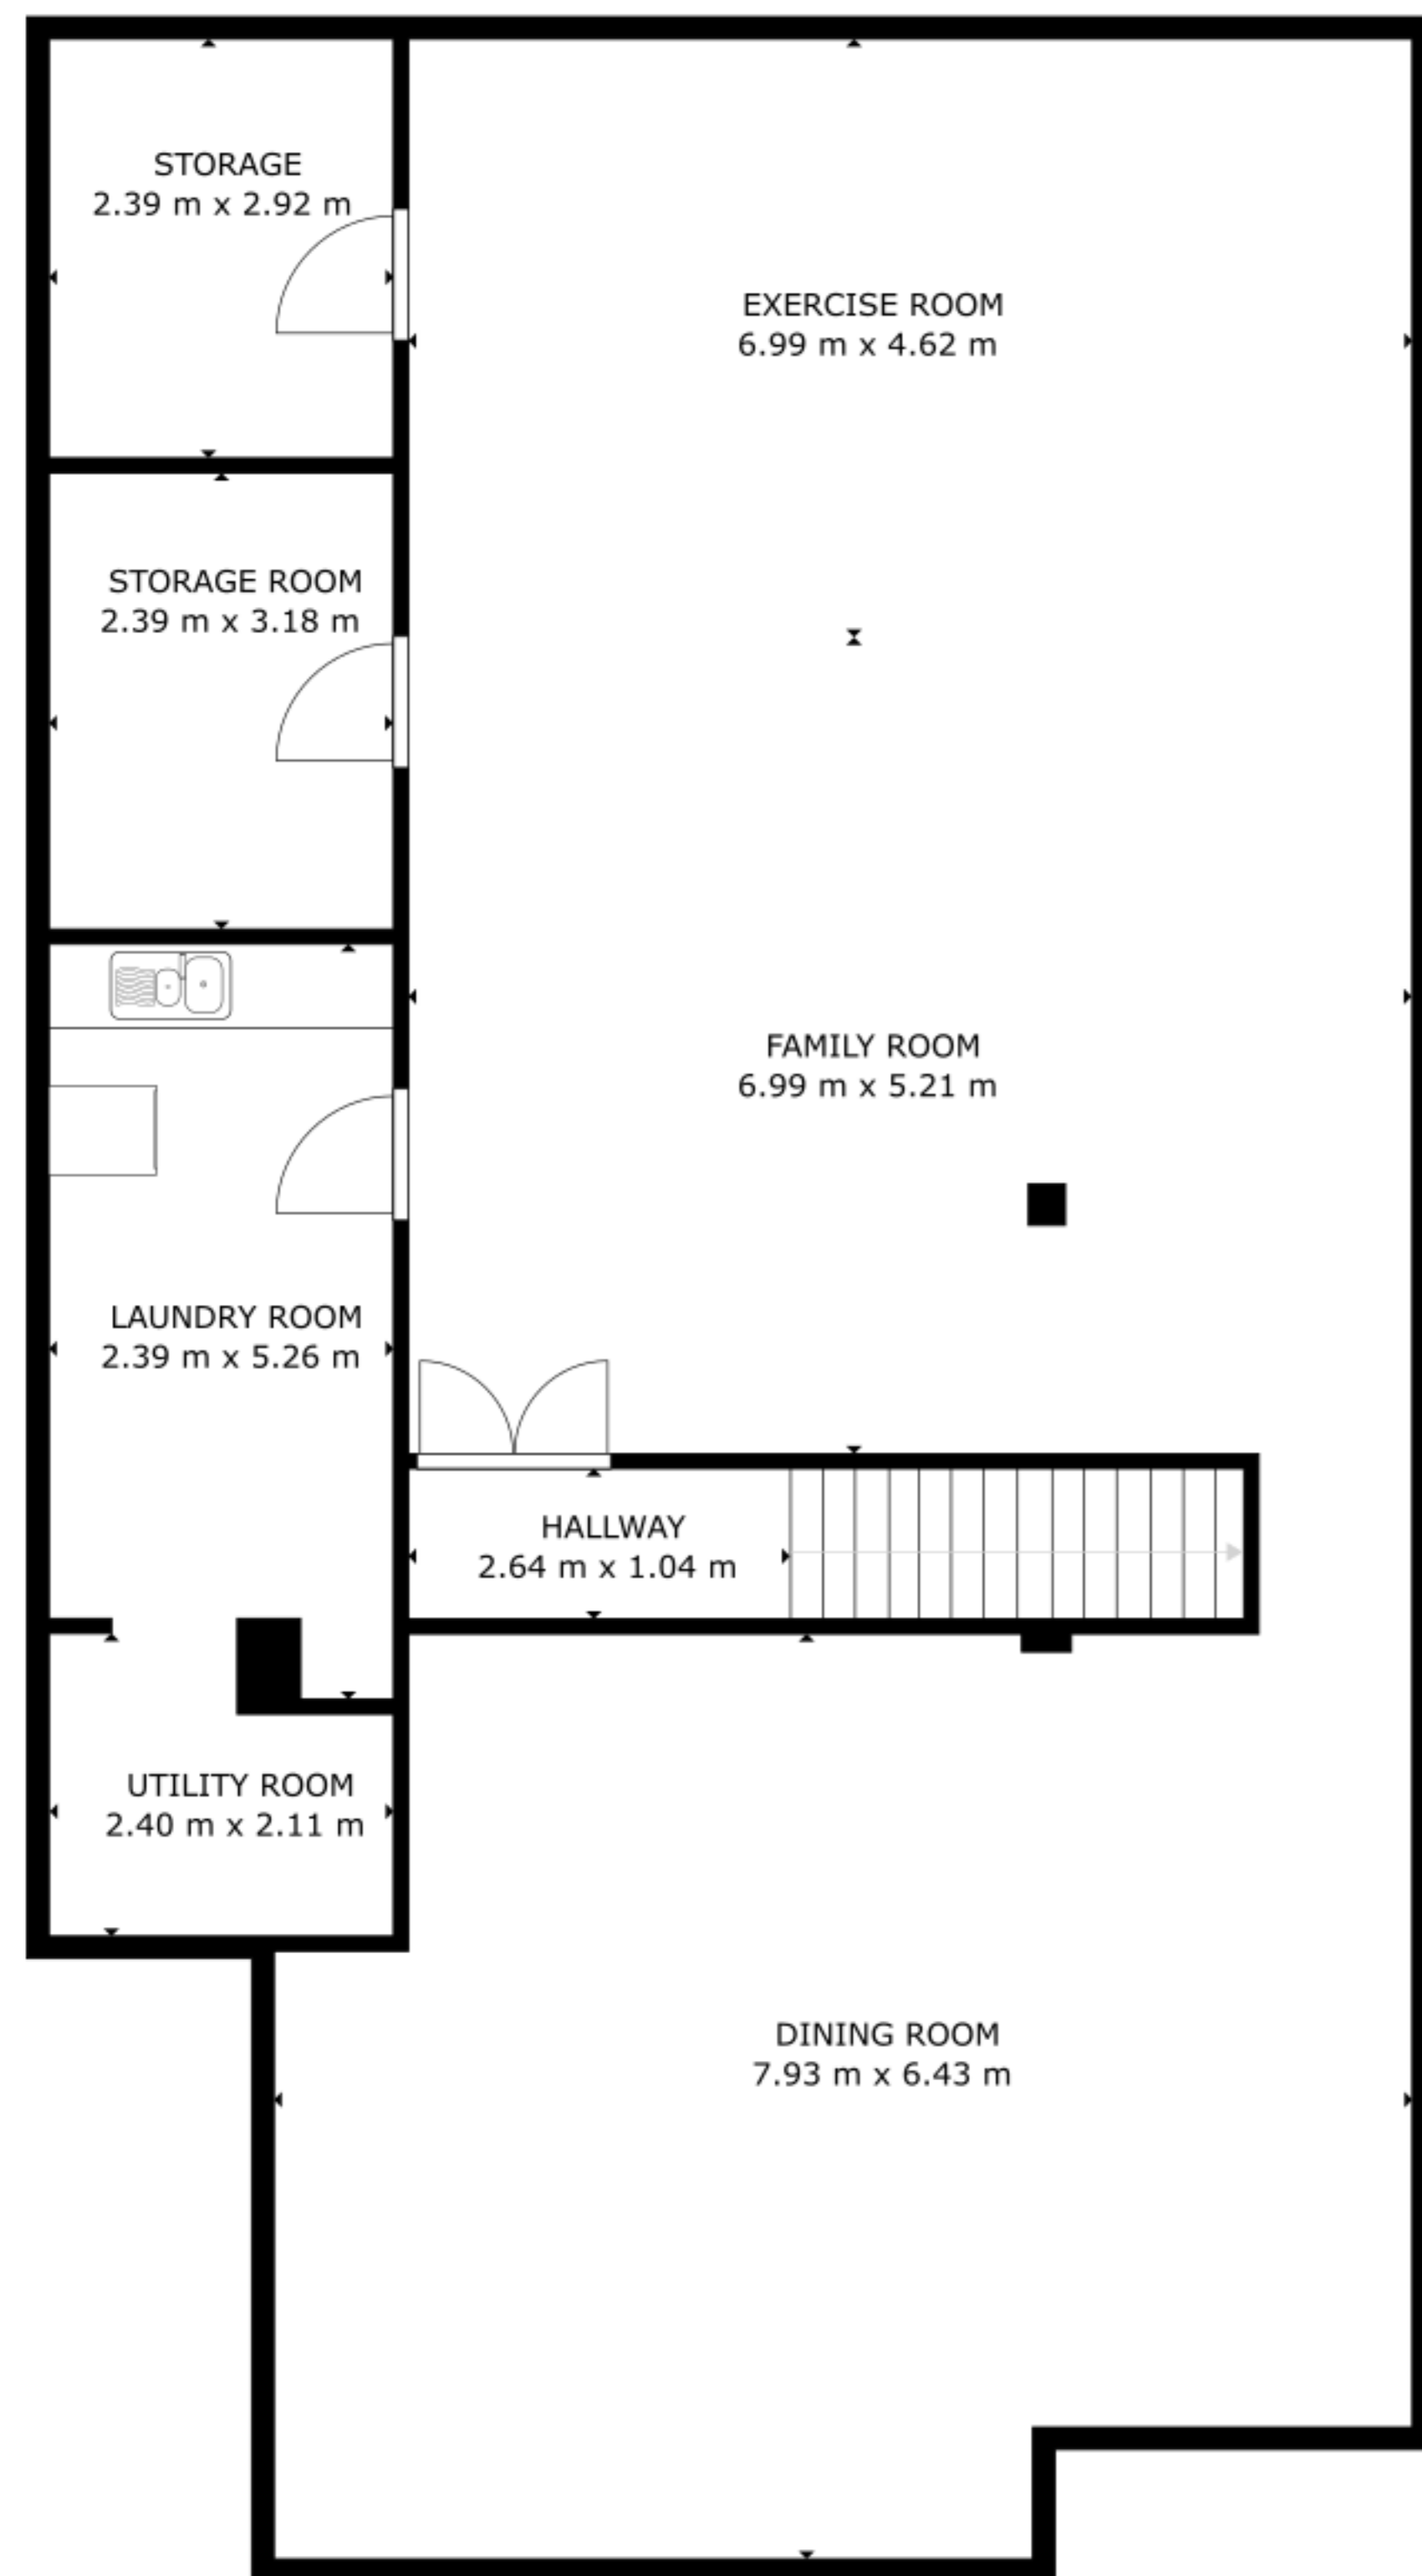 STORAGE
2.39 m x 2.92 m
EXERCISE ROOM
6.99 m x 4.62 m
STORAGE ROOM
2.39 m x 3.18 m
FAMILY ROOM
6.99 m x 5.21 m
LAUNDRY ROOM
2.39 m x 5.26 m
HALLWAY
2.64 m x 1.04 m
UTILITY ROOM
2.40 m x 2.11 m
DINING ROOM
7.93 m x 6.43 m